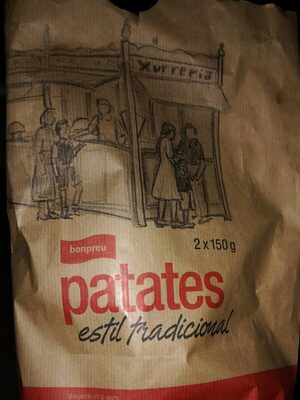 xurreria
bonpreu
2 x 150 g
patates
estil tradicional